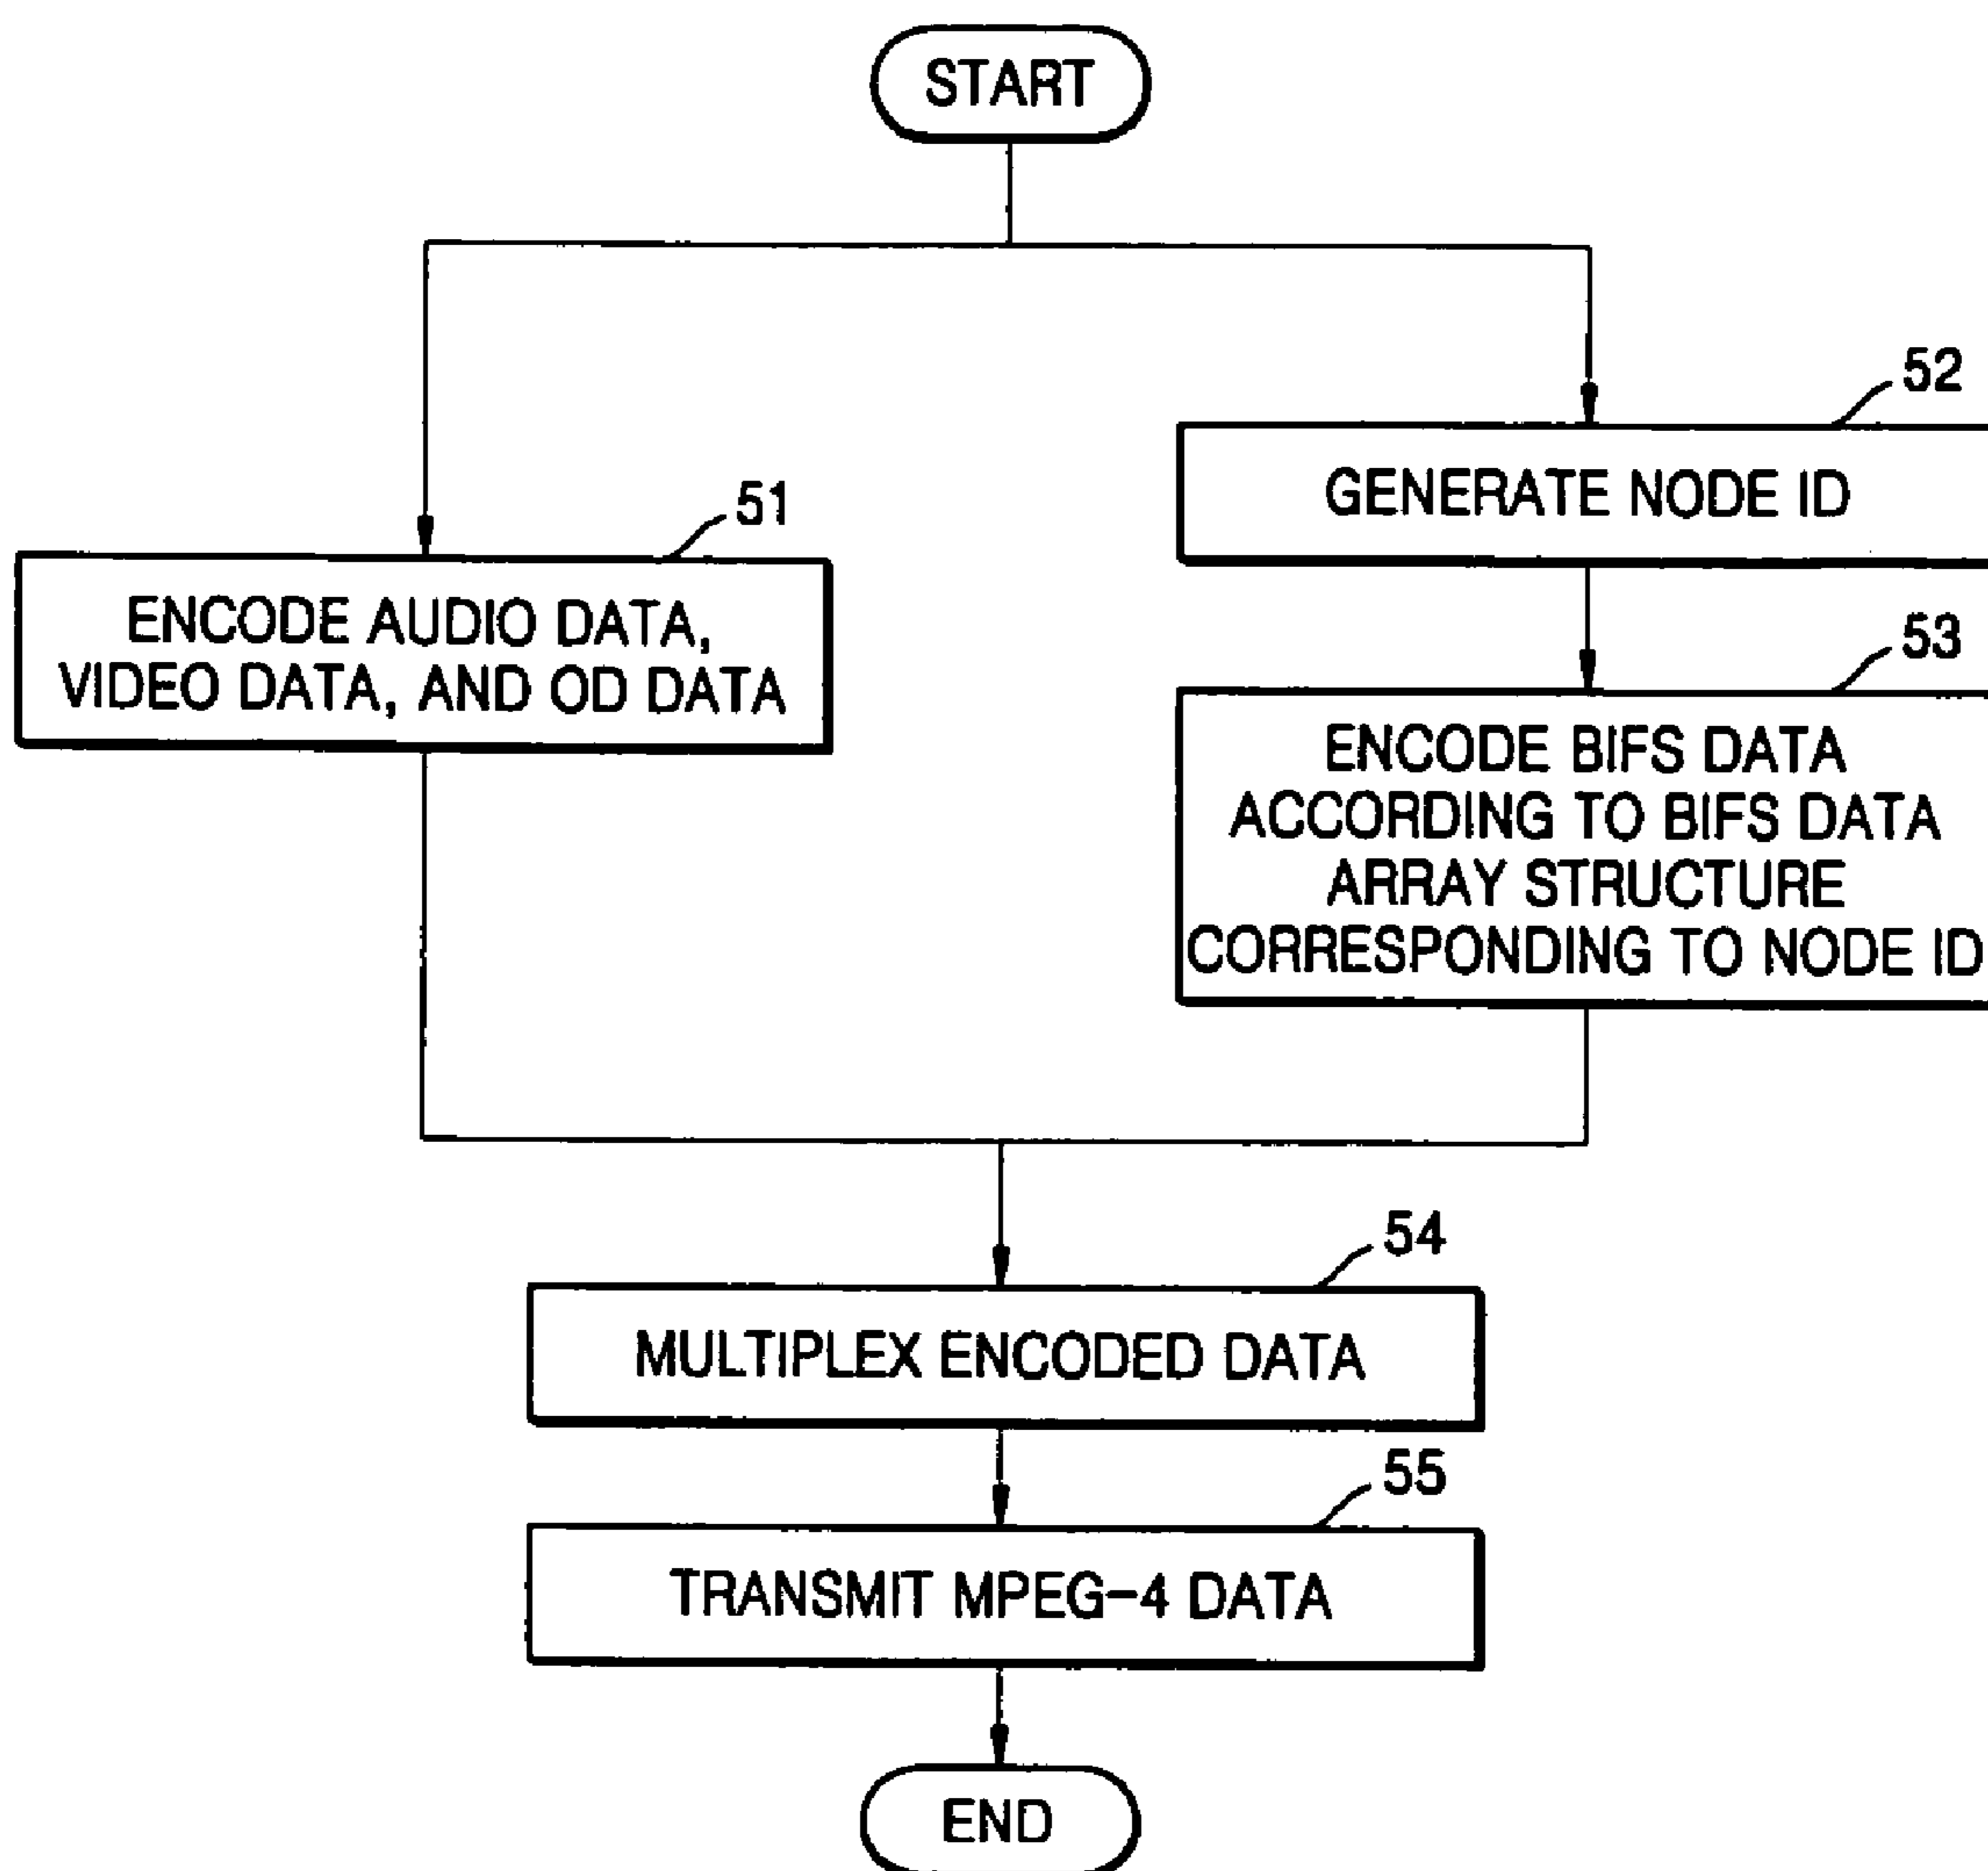 START
52
GENERATE NODE ID
51
ENCODE AUDIO DATA,
VIDEO DATA, AND OD DATA
53
ENCODE BIFS DATA
ACCORDING TO BIFS DATA
ARRAY STRUCTURE
CORRESPONDING TO NODE ID
54
MULTIPLEX ENCODED DATA
55
TRANSMIT MPEG-4 DATA
END